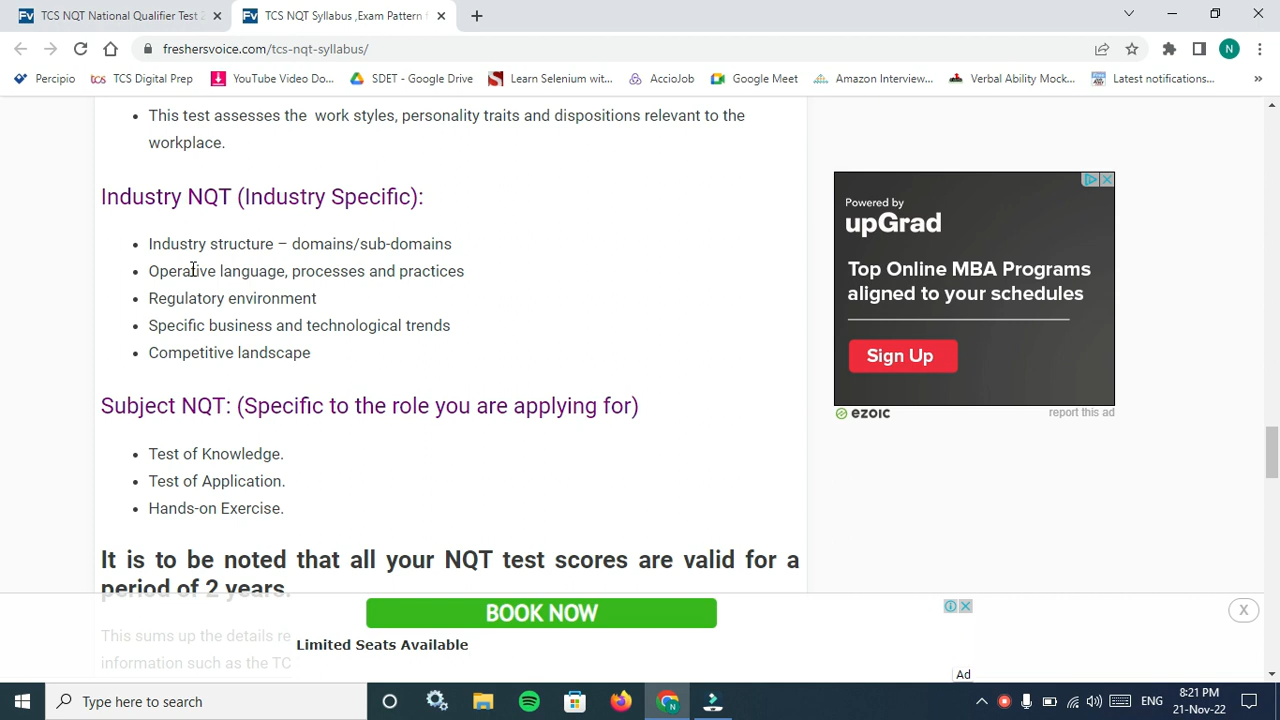 TCS NQT National Qualifier Test 2
TCS NQT Syllabus ,Exam Pattern f
freshersvoice.com/tcs-nqt-syllabus/
N
Percipio
tcs TCS Digital Prep
YouTube Video Do...
SDET - Google Drive
Learn Selenium wit...
AccioJob
Google Meet
Amazon Interview...
Verbal Ability Mock...
Latest notifications...
• This test assesses the work styles, personality traits and dispositions relevant to the
workplace.
Industry NQT (Industry Specific):
• Industry structure – domains/sub-domains
• Operative language, processes and practices
• Regulatory environment
• Specific business and technological trends
• Competitive landscape
Subject NQT: (Specific to the role you are applying for)
• Test of Knowledge.
• Test of Application.
• Hands-on Exercise.
It is to be noted that all your NQT test scores are valid for a
period of 2 years.
This sums up the details re
information such as the TC
Powered by
upGrad
Top Online MBA Programs
aligned to your schedules
Sign Up
ezoic
report this ad
BOOK NOW
Limited Seats Available
X
Ad
Type here to search
ENG
8:21 PM
21-Nov-22